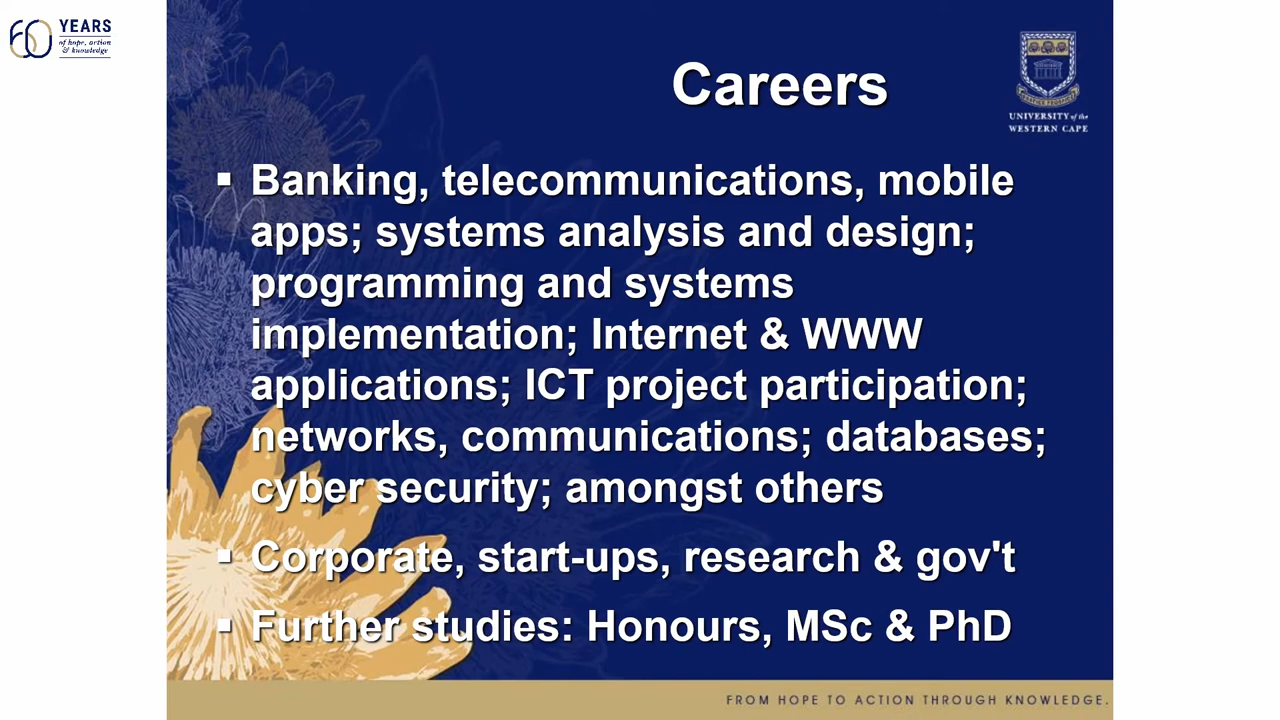 60 YEARS
of hope, action
& knowledge
Careers
UNIVERSITY of the
WESTERN CAPE
▪ Banking, telecommunications, mobile
apps; systems analysis and design;
programming and systems
implementation; Internet & WWW
applications; ICT project participation;
networks, communications; databases;
cyber security; amongst others
▪ Corporate, start-ups, research & gov't
▪ Further studies: Honours, MSc & PhD
FROM HOPE TO ACTION THROUGH KNOWLEDGE.